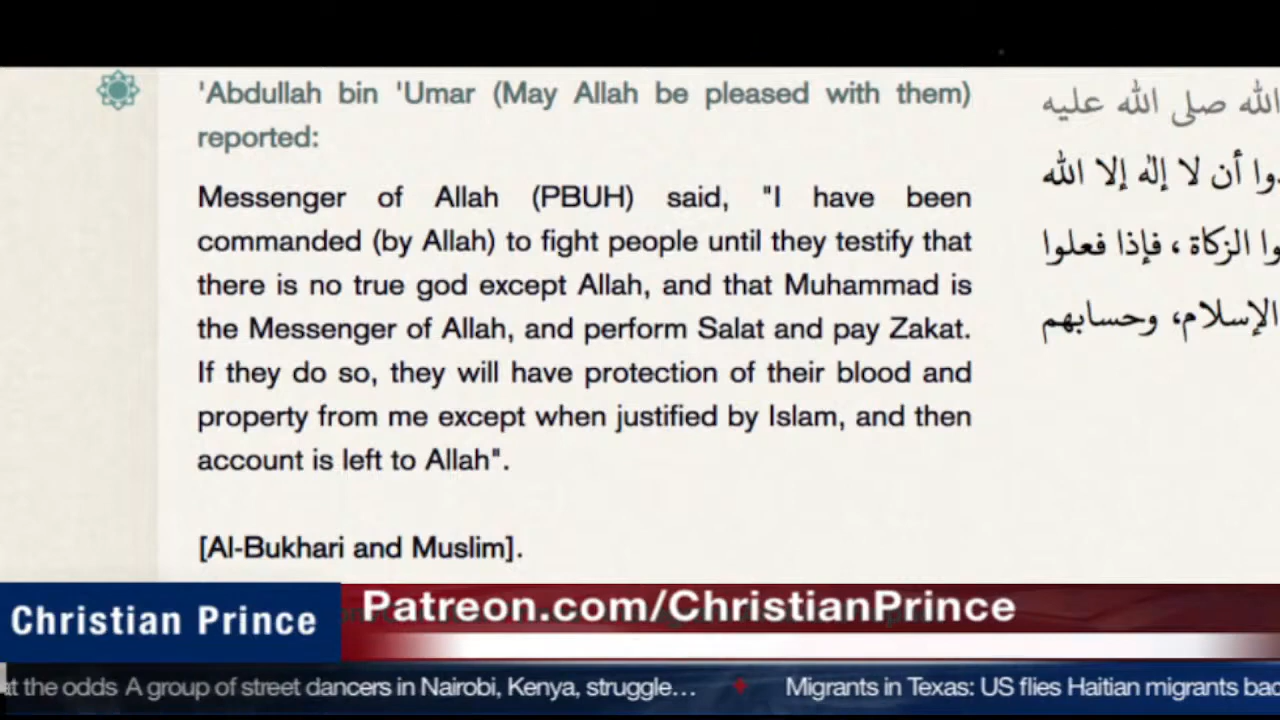 'Abdullah bin 'Umar (May Allah be pleased with them)
reported:
Messenger of Allah (PBUH) said, "I have been
commanded (by Allah) to fight people until they testify that
there is no true god except Allah, and that Muhammad is
the Messenger of Allah, and perform Salat and pay Zakat.
If they do so, they will have protection of their blood and
property from me except when justified by Islam, and then
account is left to Allah".
[Al-Bukhari and Muslim].
الله صلى الله عليه
أن لا إله إلا الله
الزكاة، فإذا فعلوا
الإسلام، وحسابهم
Christian Prince
Patreon.com/ChristianPrince
at the odds A group of street dancers in Nairobi, Kenya, struggle... Migrants in Texas: US flies Haitian migrants bac